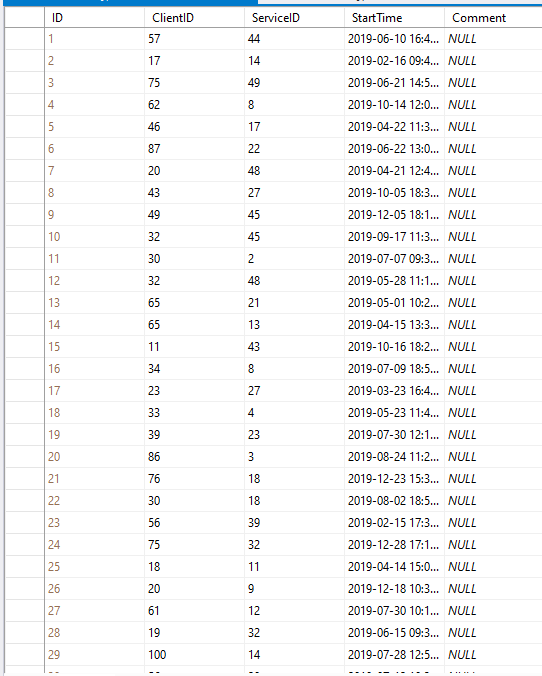 ID ClientID ServiceID StartTime Comment
1 57 44 2019-06-10 16:4... NULL
2 17 14 2019-02-16 09:4... NULL
3 75 49 2019-06-21 14:5... NULL
4 62 8 2019-10-14 12:0... NULL
5 46 17 2019-04-22 11:3... NULL
6 87 22 2019-06-22 13:0... NULL
7 20 48 2019-04-21 12:4... NULL
8 43 27 2019-10-05 18:3... NULL
9 49 45 2019-12-05 18:1... NULL
10 32 45 2019-09-17 11:3... NULL
11 30 2 2019-07-07 09:3... NULL
12 32 48 2019-05-28 11:1... NULL
13 65 21 2019-05-01 10:2... NULL
14 65 13 2019-04-15 13:3... NULL
15 11 43 2019-10-16 18:2... NULL
16 34 8 2019-07-09 18:5... NULL
17 23 27 2019-03-23 16:4... NULL
18 33 4 2019-05-23 11:4... NULL
19 39 23 2019-07-30 12:1... NULL
20 86 3 2019-08-24 11:2... NULL
21 76 18 2019-12-23 15:3... NULL
22 30 18 2019-08-02 18:5... NULL
23 56 39 2019-02-15 17:3... NULL
24 75 32 2019-12-28 17:1... NULL
25 18 11 2019-04-14 15:0... NULL
26 20 9 2019-12-18 10:3... NULL
27 61 12 2019-07-30 10:1... NULL
28 19 32 2019-06-15 09:3... NULL
29 100 14 2019-07-28 12:5... NULL